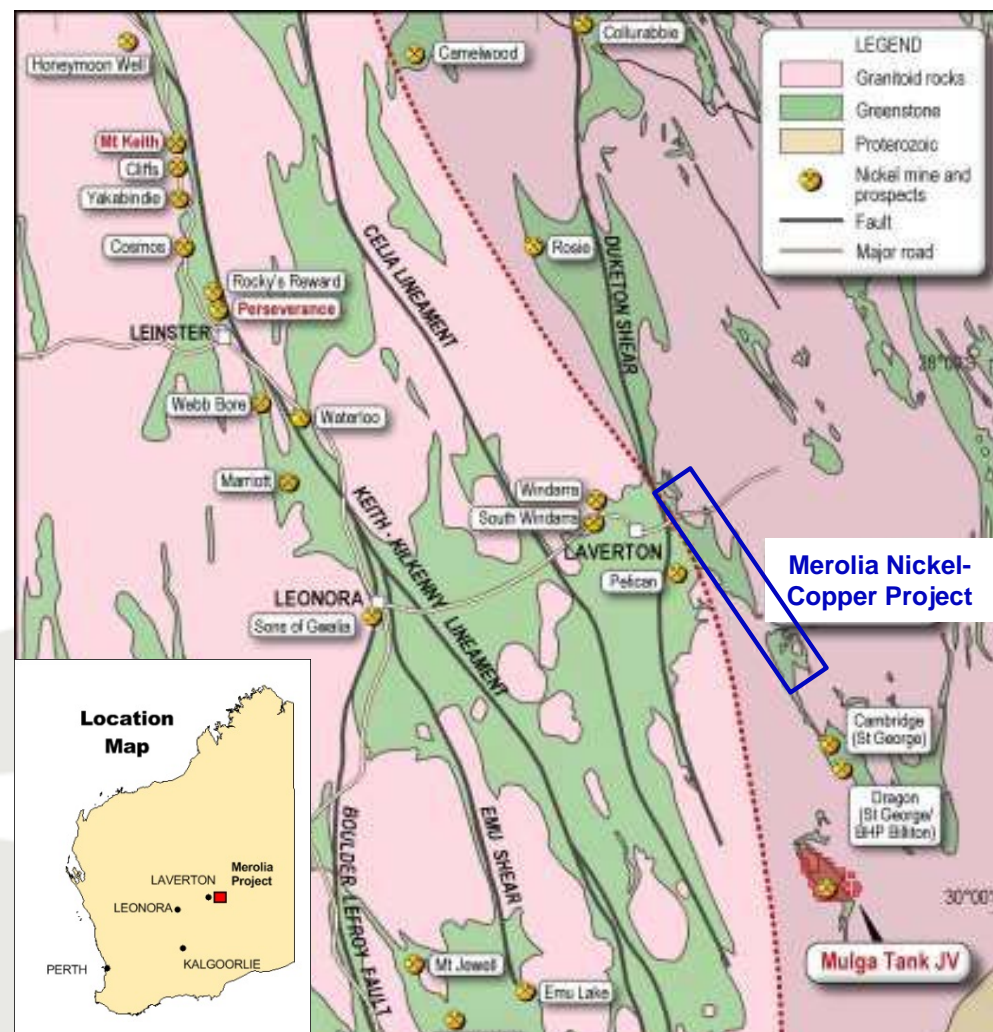 Collurabbie
Camelwood
Honeymoon Well
LEGEND
Granitoid rocks
Greenstone
Proterozoic
Nickel mine and
prospects
Fault
Major road
Mt Keith
Cliffs
Yakabindie
Cosmos
Rosie
CELIA LINEAMENT
DUKETON SHEAR
Rocky's Reward
Perseverance
LEINSTER
Webb Bore
Waterloo
Marriott
KEITH - KILKENNY
LINEAMENT
Windarra
South Windarra
LAVERTON
Pelican
Merolia Nickel-
Copper Project
LEONORA
Sons of Gwalia
Cambridge
(St George)
Dragon
(St George/
BHP Billiton)
30°00'
Mulga Tank JV
BOULDER LEFROY FAULT
EMU SHEAR
Mt Jewell
Emu Lake
Location
Map
Merolia
Project
LAVERTON
LEONORA
KALGOORLIE
PERTH